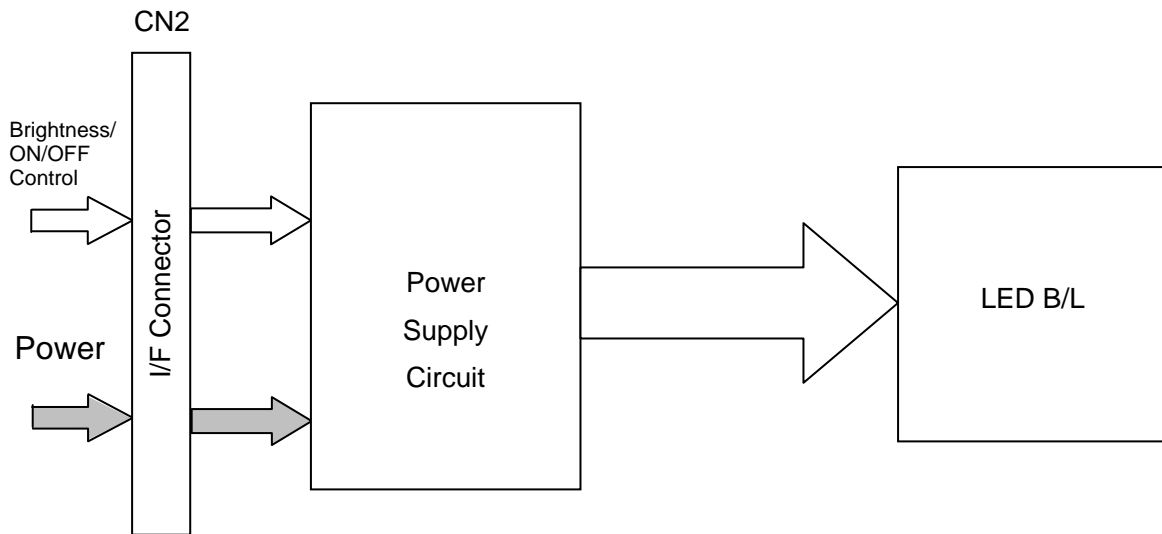 CN2
Brightness/
ON/OFF
Control
I/F Connector
Power
Power
Supply
Circuit
LED B/L